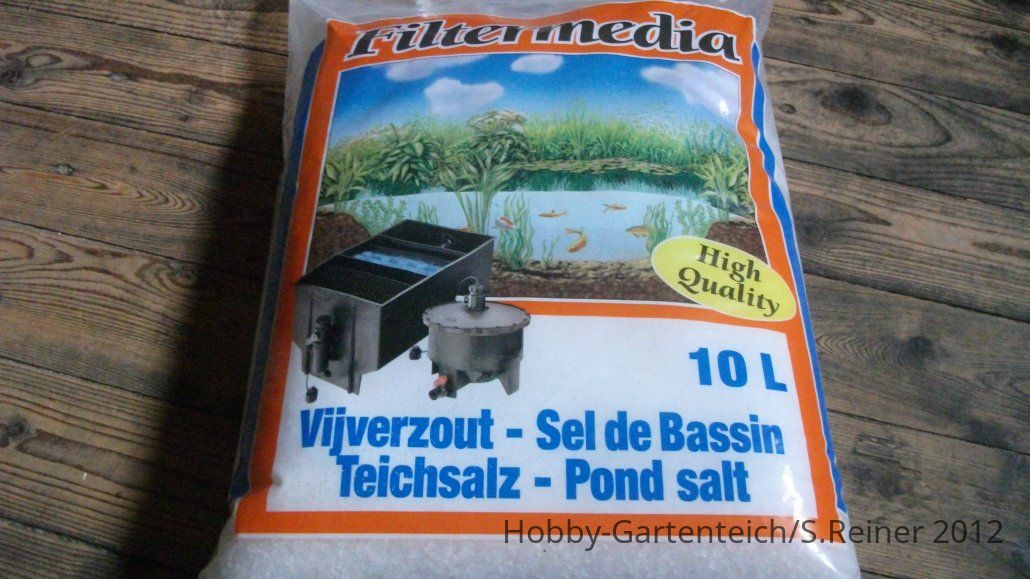 Filtermedia
High
Quality
10 L
Vijverzout - Sel de Bassin
Teichsalz - Pond salt
Hobby-Gartenteich/S.Reiner 2012